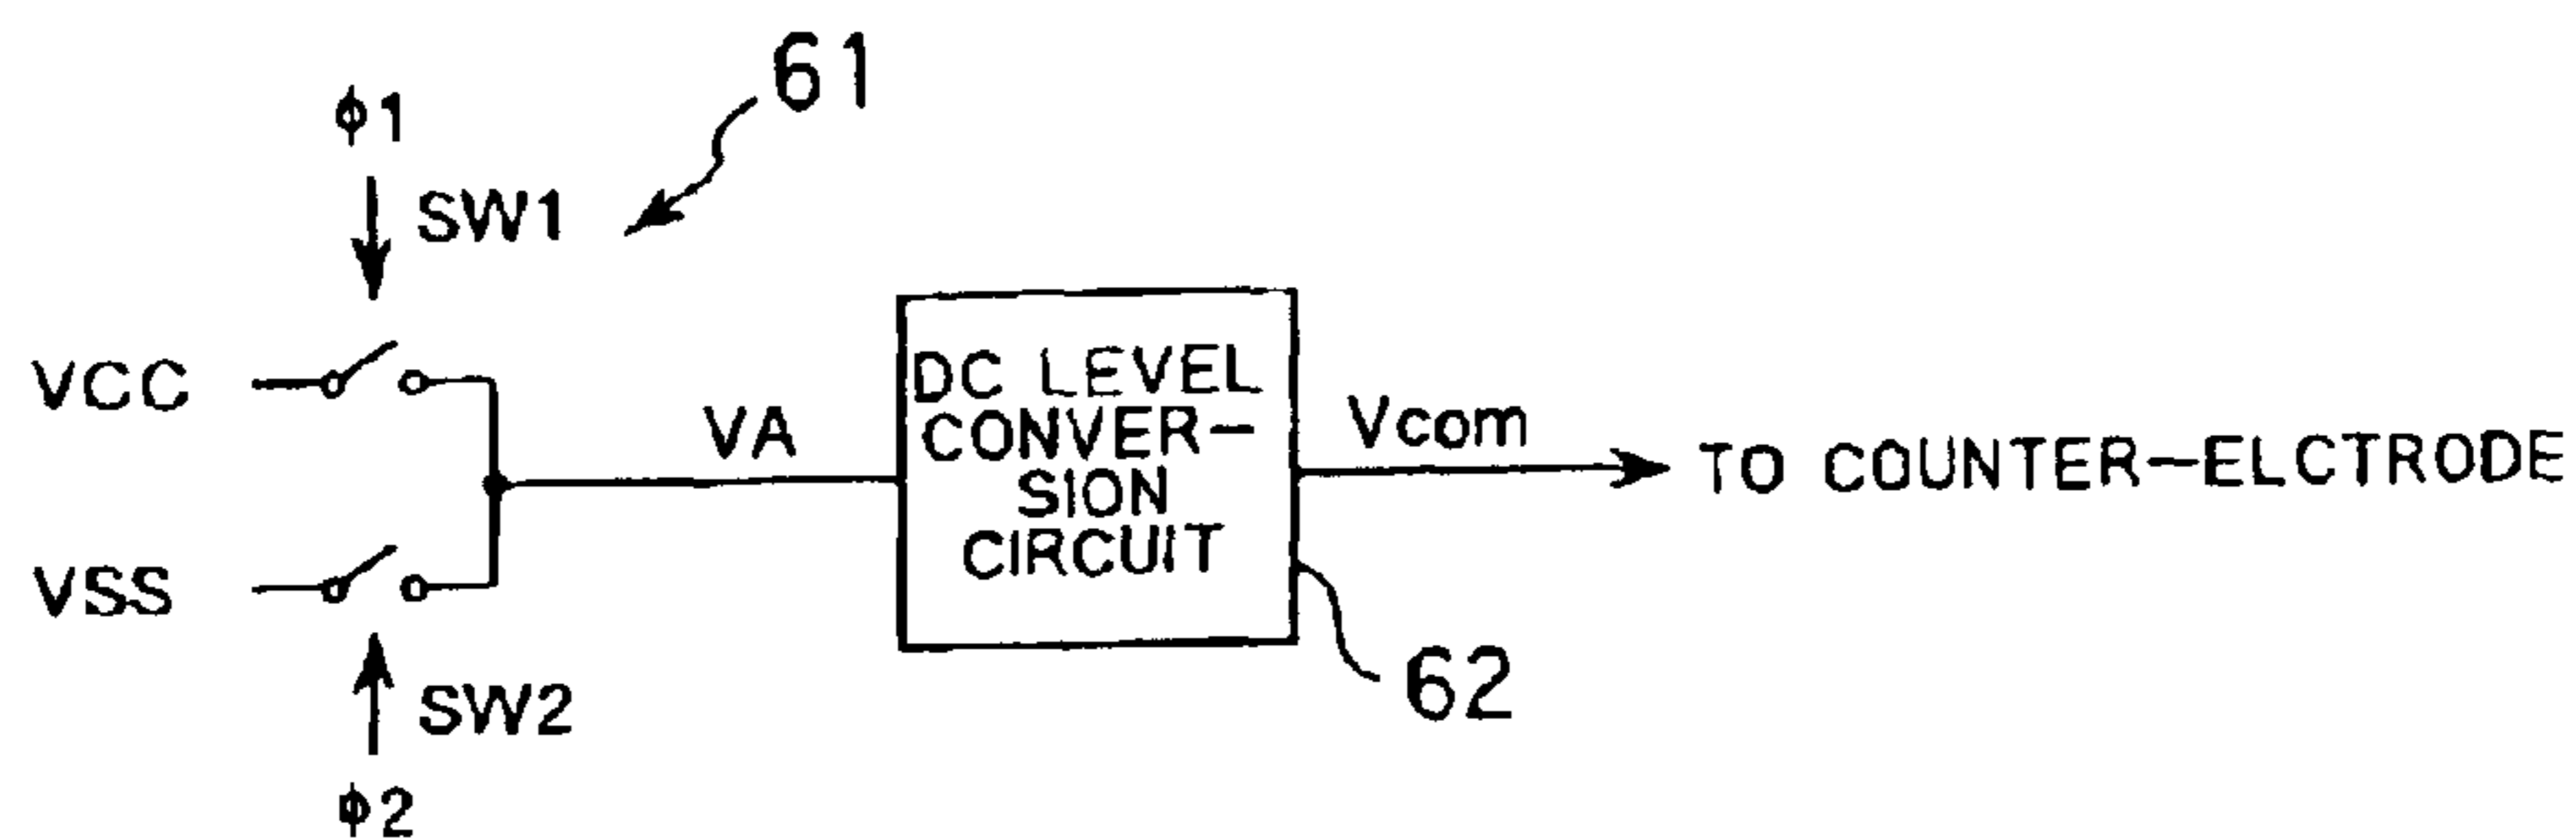 61
φ1
SW1
VCC
VA
DC LEVEL
CONVER-
SION
CIRCUIT
Vcom
TO COUNTER-ELCTRODE
VSS
62
SW2
φ2